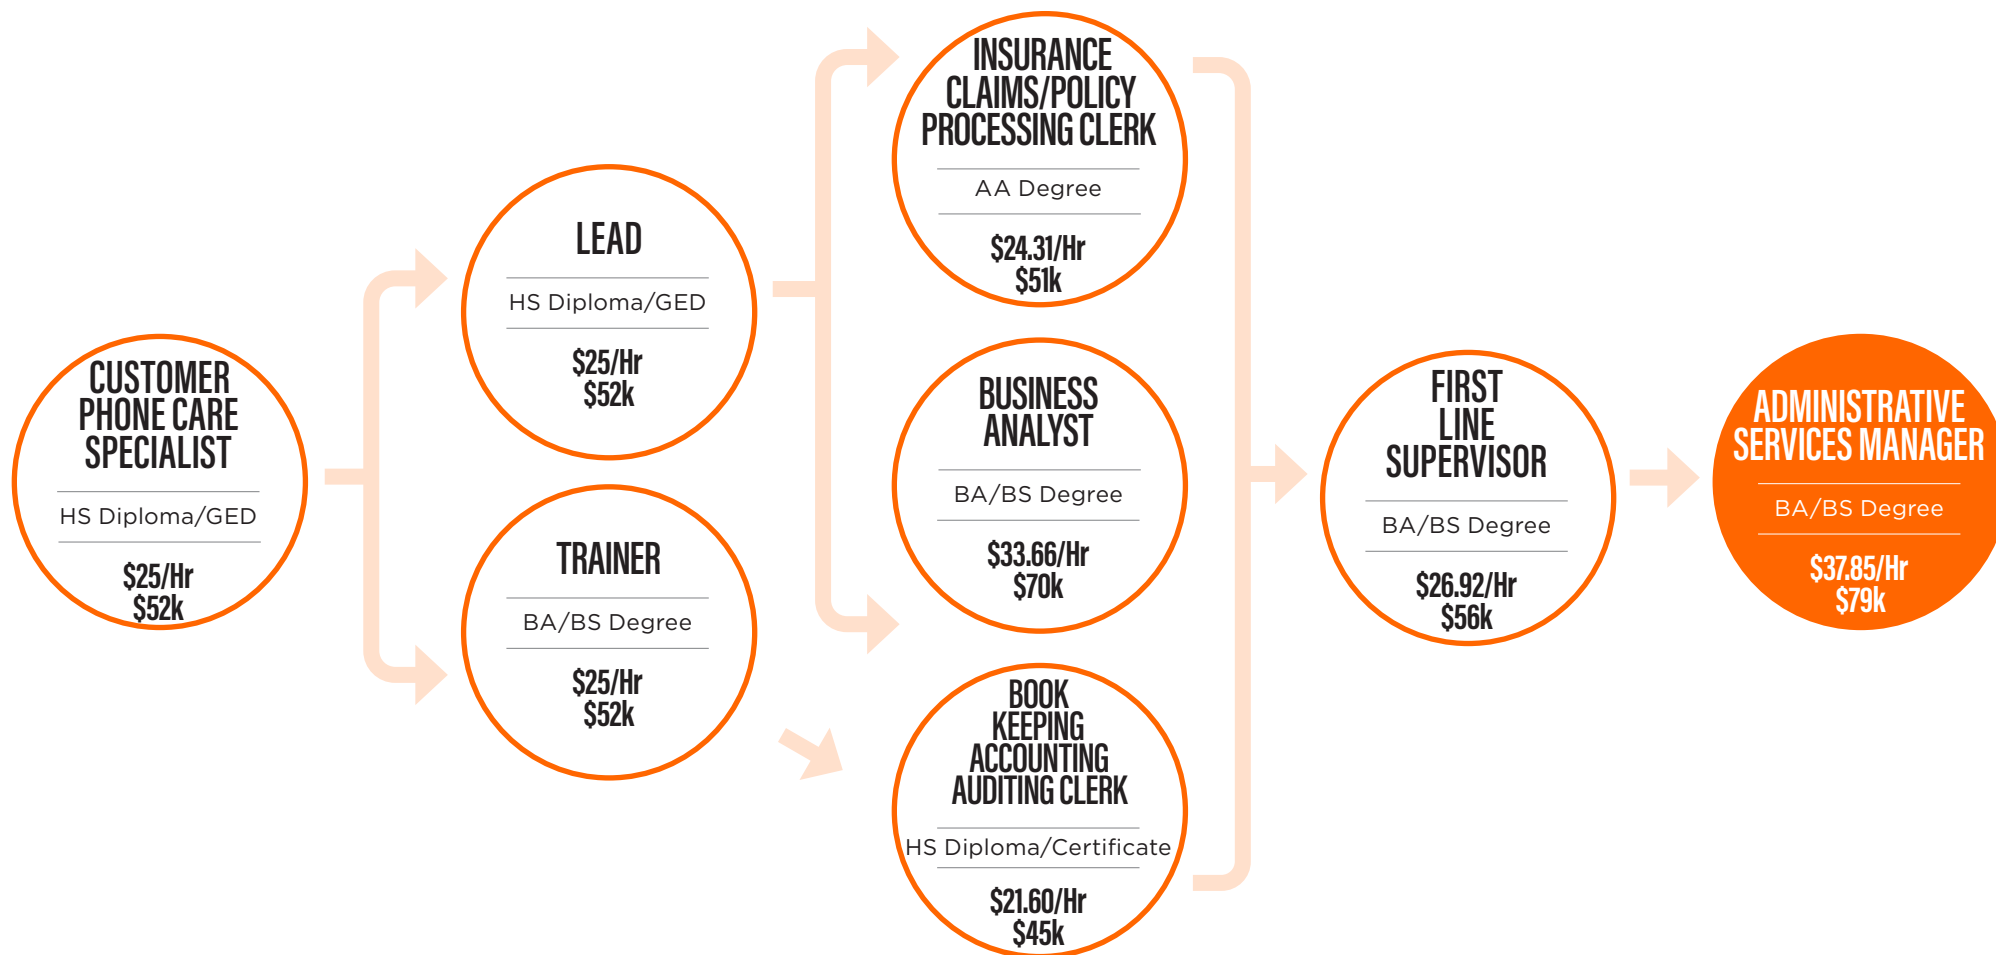 CUSTOMER
PHONE CARE
SPECIALIST
HS Diploma/GED
$25/Hr
$52k
LEAD
HS Diploma/GED
$25/Hr
$52k
TRAINER
BA/BS Degree
$25/Hr
$52k
INSURANCE
CLAIMS/POLICY
PROCESSING CLERK
AA Degree
$24.31/Hr
$51k
BUSINESS
ANALYST
BA/BS Degree
$33.66/Hr
$70k
BOOK
KEEPING
ACCOUNTING
AUDITING CLERK
HS Diploma/Certificate
$21.60/Hr
$45k
FIRST
LINE
SUPERVISOR
BA/BS Degree
$26.92/Hr
$56k
ADMINISTRATIVE
SERVICES MANAGER
BA/BS Degree
$37.85/Hr
$79k